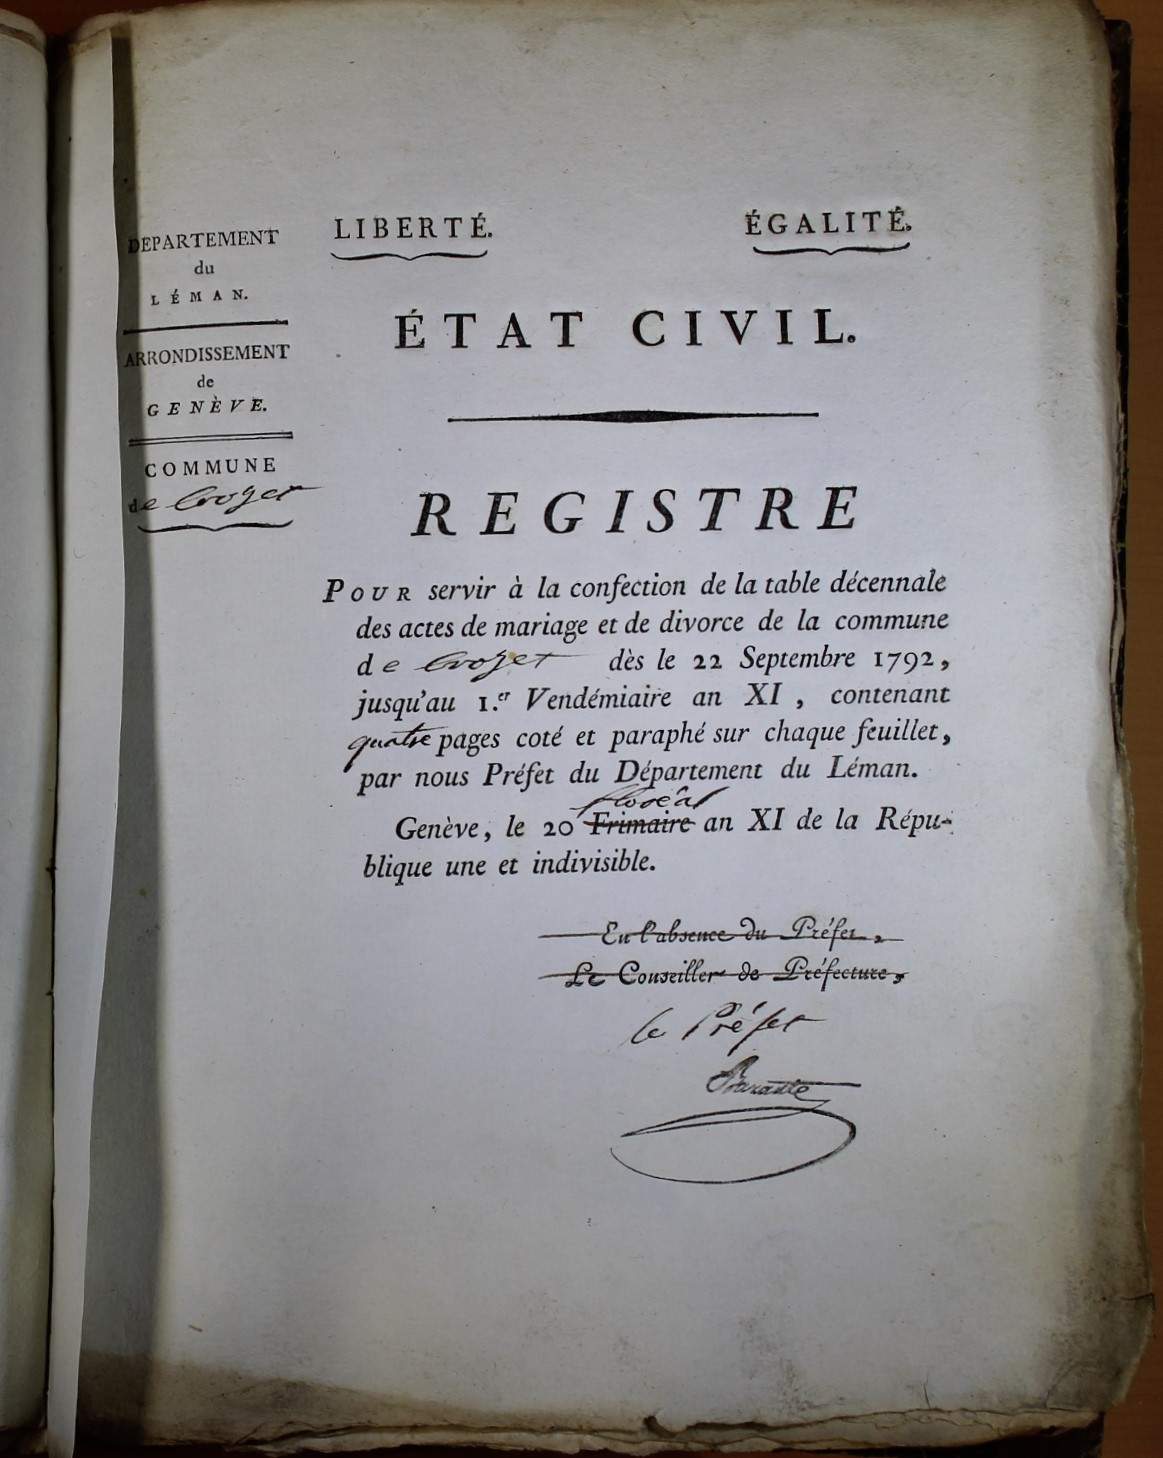 DEPARTEMENT
du
LÉMAN.
ARRONDISSEMENT
de
GENÈVE.
COMMUNE
de Crozet
LIBERTÉ.
ÉGALITÉ.
ÉTAT CIVIL.
REGISTRE
POUR servir à la confection de la table décennale
des actes de mariage et de divorce de la commune
de Crozet dès le 22 Septembre 1792,
jusqu'au 1.er Vendémiaire an XI, contenant
quatre pages coté et paraphé sur chaque feuillet,
par nous Préfet du Département du Léman.
floréal
Genève, le 20 Frimaire an XI de la Répu-
blique une et indivisible.
En l'absence du Préfet,
Le Conseiller de Préfecture,
le Préfet
Barante